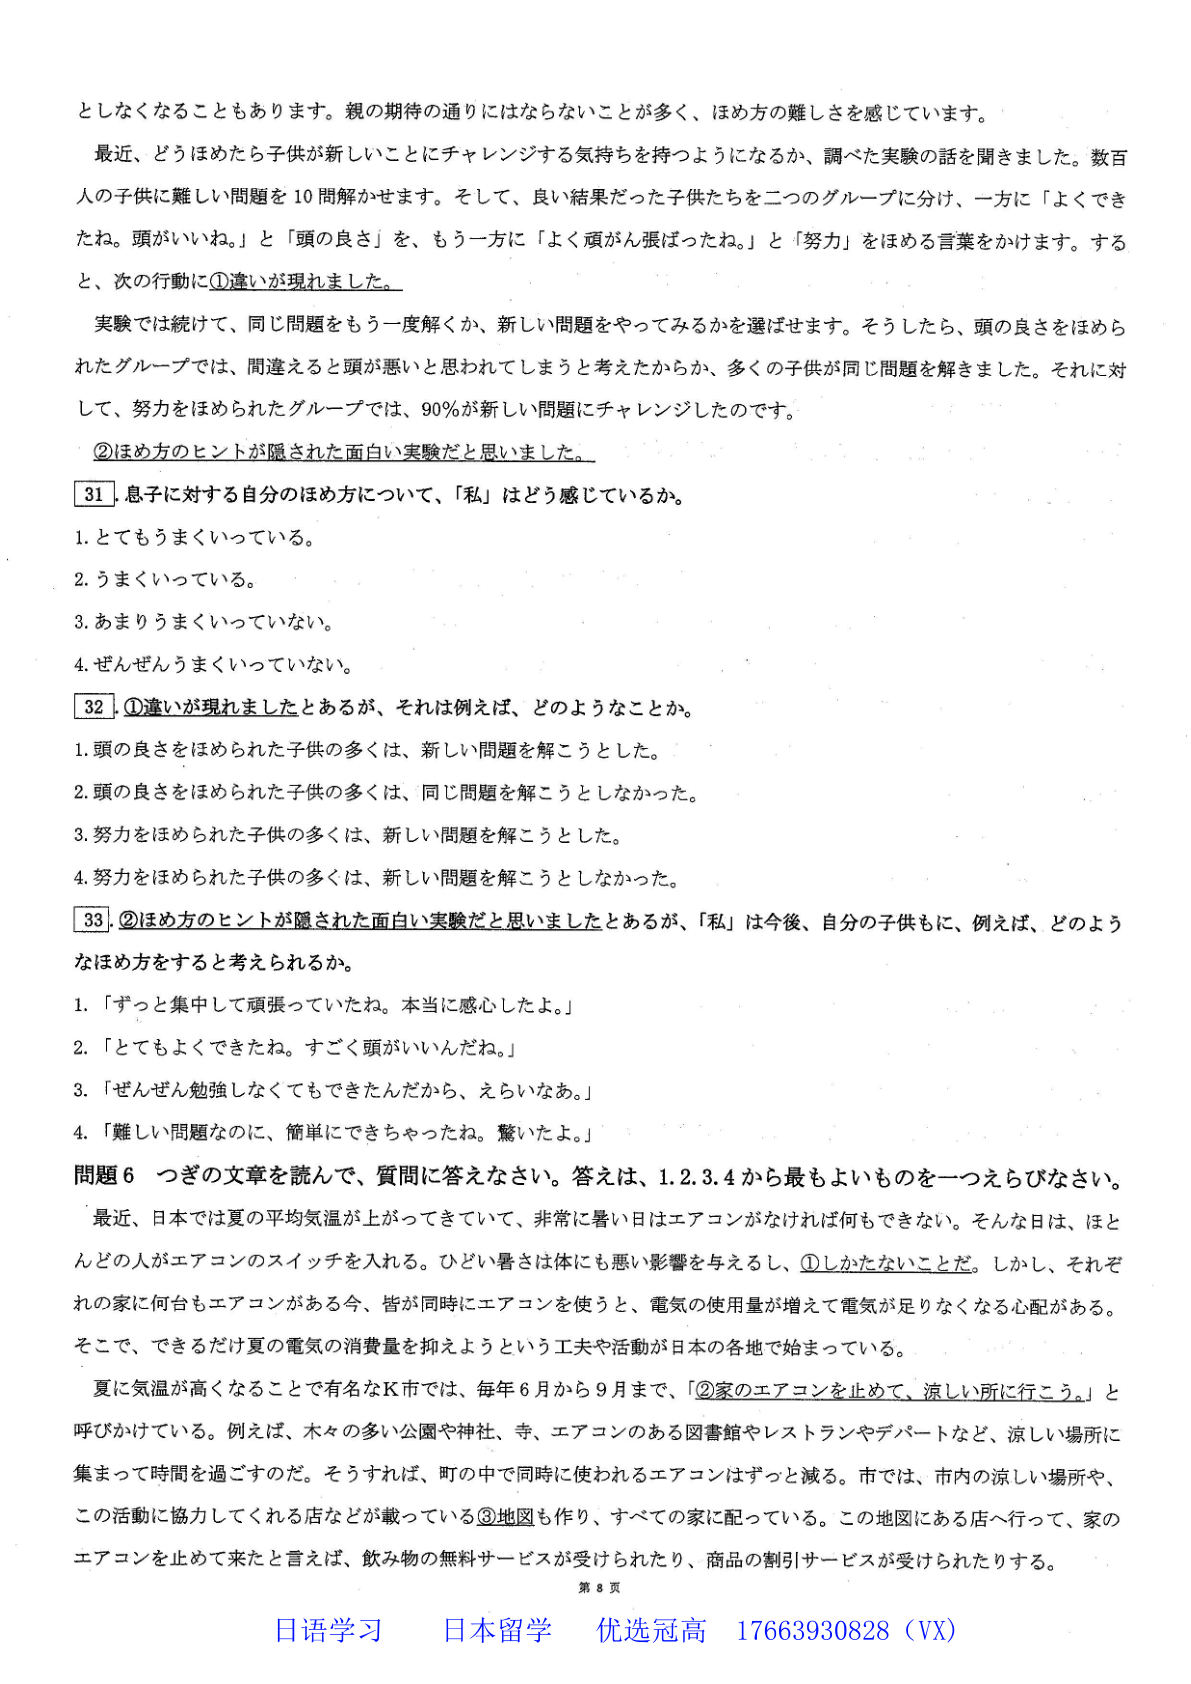 としなくなることもあります。親の期待の通りにはならないことが多く、ほめ方の難しさを感じています。
最近、どうほめたら子供が新しいことにチャレンジする気持ちを持つようになるか、調べた実験の話を聞きました。数百
人の子供に難しい問題を 10 問解かせます。そして、良い結果だった子供たちを二つのグループに分け、一方に「よくでき
たね。頭がいいね。」と「頭の良さ」を、もう一方に「よく頑がん張ばったね。」と「努力」をほめる言葉をかけます。する
と、次の行動に①違いが現れました。
実験では続けて、同じ問題をもう一度解くか、新しい問題をやってみるかを選ばせます。そうしたら、頭の良さをほめら
れたグループでは、間違えると頭が悪いと思われてしまうと考えたからか、多くの子供が同じ問題を解きました。それに対
して、努力をほめられたグループでは、90%が新しい問題にチャレンジしたのです。
②ほめ方のヒントが隠された面白い実験だと思いました。
31.息子に対する自分のほめ方について、「私」はどう感じているか。
1.とてもうまくいっている。
2.うまくいっている。
3.あまりうまくいっていない。
4.ぜんぜんうまくいっていない。
32.①違いが現れましたとあるが、それは例えば、どのようなことか。
1.頭の良さをほめられた子供の多くは、新しい問題を解こうとした。
2.頭の良さをほめられた子供の多くは、同じ問題を解こうとしなかった。
3.努力をほめられた子供の多くは、新しい問題を解こうとした。
4.努力をほめられた子供の多くは、新しい問題を解こうとしなかった。
33.②ほめ方のヒントが隠された面白い実験だと思いましたとあるが、「私」は今後、自分の子供もに、例えば、どのよう
なほめ方をすると考えられるか。
1.「ずっと集中して頑張っていたね。本当に感心したよ。」
2.「とてもよくできたね。すごく頭がいいんだね。」
3.「ぜんぜん勉強しなくてもできたんだから、えらいなあ。」
4.「難しい問題なのに、簡単にできちゃったね。驚いたよ。」
問題6 つぎの文章を読んで、質問に答えなさい。答えは、1.2.3.4から最もよいものを一つえらびなさい。
最近、日本では夏の平均気温が上がってきていて、非常に暑い日はエアコンがなければ何もできない。そんな日は、ほと
んどの人がエアコンのスイッチを入れる。ひどい暑さは体にも悪い影響を与えるし、①しかたないことだ。しかし、それぞ
れの家に何台もエアコンがある今、皆が同時にエアコンを使うと、電気の使用量が増えて電気が足りなくなる心配がある。
そこで、できるだけ夏の電気の消費量を抑えようという工夫や活動が日本の各地で始まっている。
夏に気温が高くなることで有名なK市では、毎年6月から9月まで、「②家のエアコンを止めて、涼しい所に行こう。」と
呼びかけている。例えば、木々の多い公園や神社、寺、エアコンのある図書館やレストランやデパートなど、涼しい場所に
集まって時間を過ごすのだ。そうすれば、町の中で同時に使われるエアコンはずっと減る。市では、市内の涼しい場所や、
この活動に協力してくれる店などが載っている③地図も作り、すべての家に配っている。この地図にある店へ行って、家の
エアコンを止めて来たと言えば、飲み物の無料サービスが受けられたり、商品の割引サービスが受けられたりする。
第 8 页
日语学习 日本留学 优选冠高 17663930828（VX）